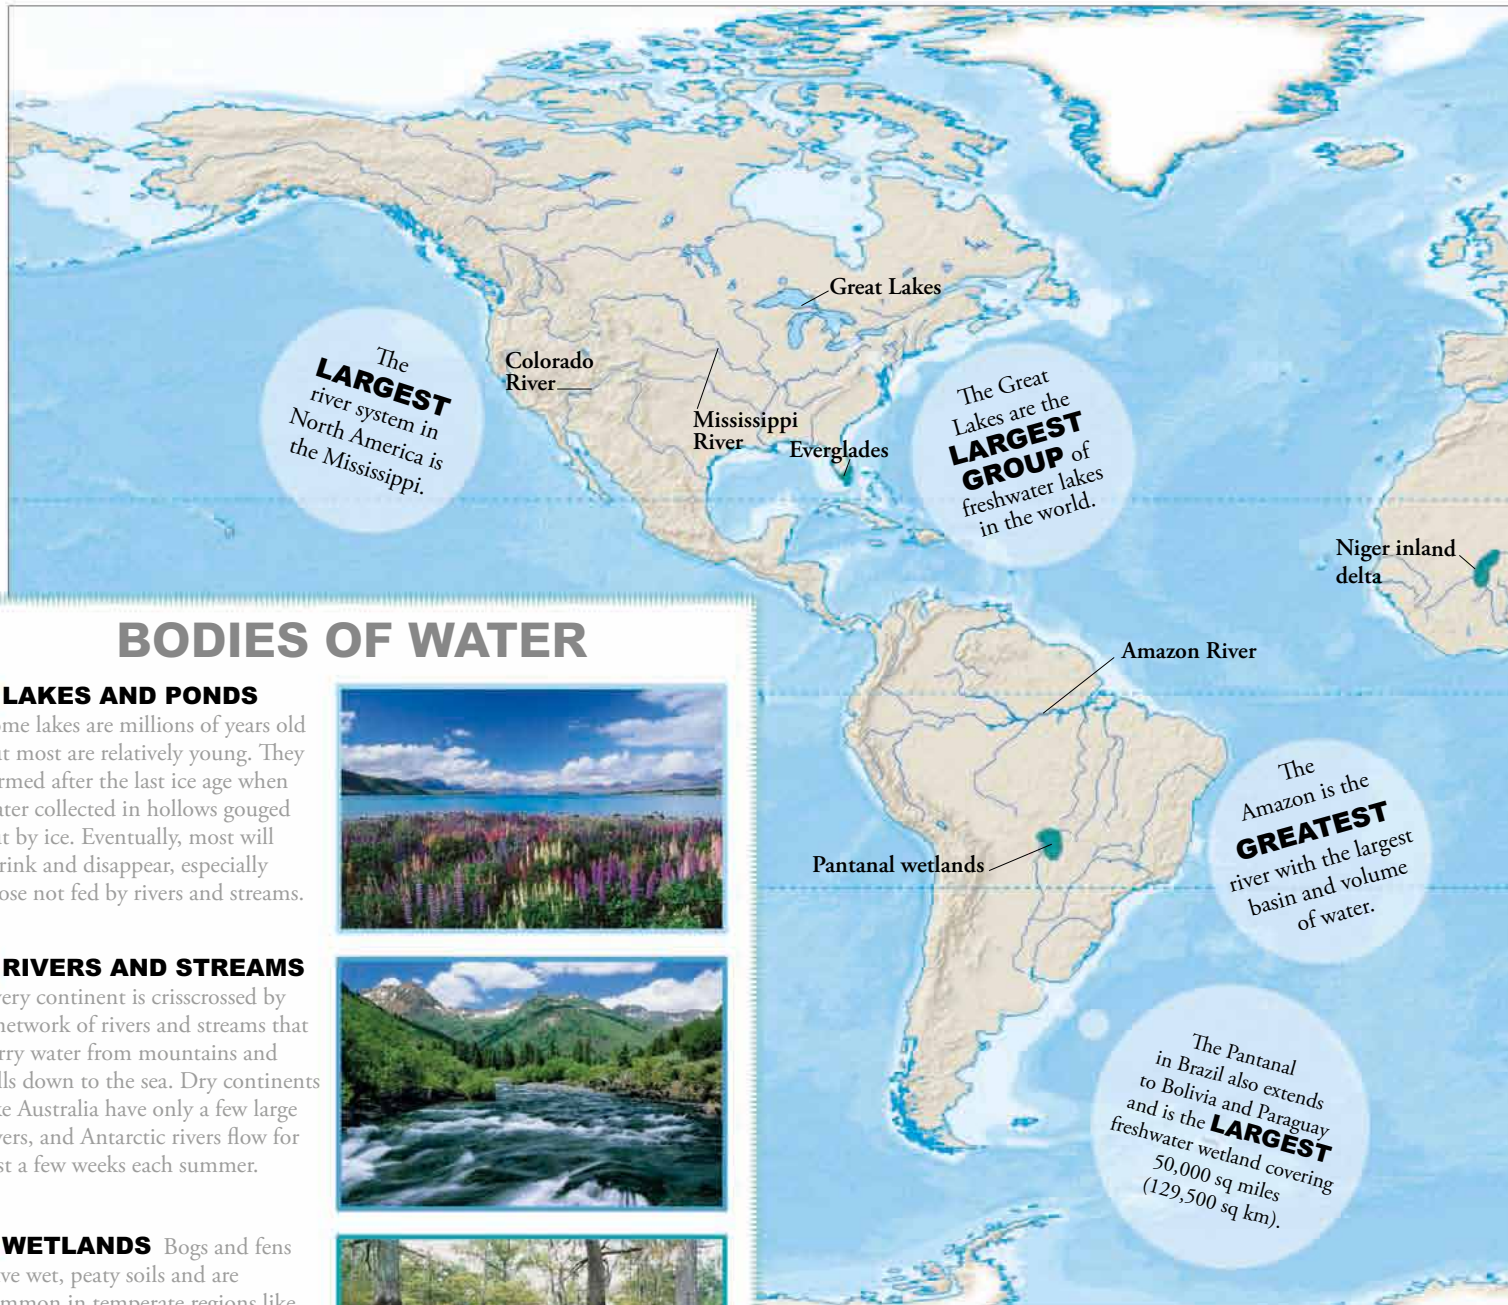 Great Lakes
The
LARGEST
river system in
North America is
the Mississippi.
Colorado
River
Mississippi
River
Everglades
The Great
Lakes are the
LARGEST
GROUP of
freshwater lakes
in the world.
Niger inland
delta
Amazon River
Pantanal wetlands
The
Amazon is the
GREATEST
river with the largest
basin and volume
of water.
The Pantanal
in Brazil also extends
to Bolivia and Paraguay
and is the LARGEST
freshwater wetland covering
50,000 sq miles
(129,500 sq km).
BODIES OF WATER
LAKES AND PONDS
ome lakes are millions of years old
ut most are relatively young. They
rmed after the last ice age when
ater collected in hollows gouged
ut by ice. Eventually, most will
rink and disappear, especially
ose not fed by rivers and streams.
RIVERS AND STREAMS
very continent is crisscrossed by
network of rivers and streams that
rry water from mountains and
lls down to the sea. Dry continents
ke Australia have only a few large
vers, and Antarctic rivers flow for
st a few weeks each summer.
WETLANDS Bogs and fens
ve wet, peaty soils and are
mmon in temperate regions like